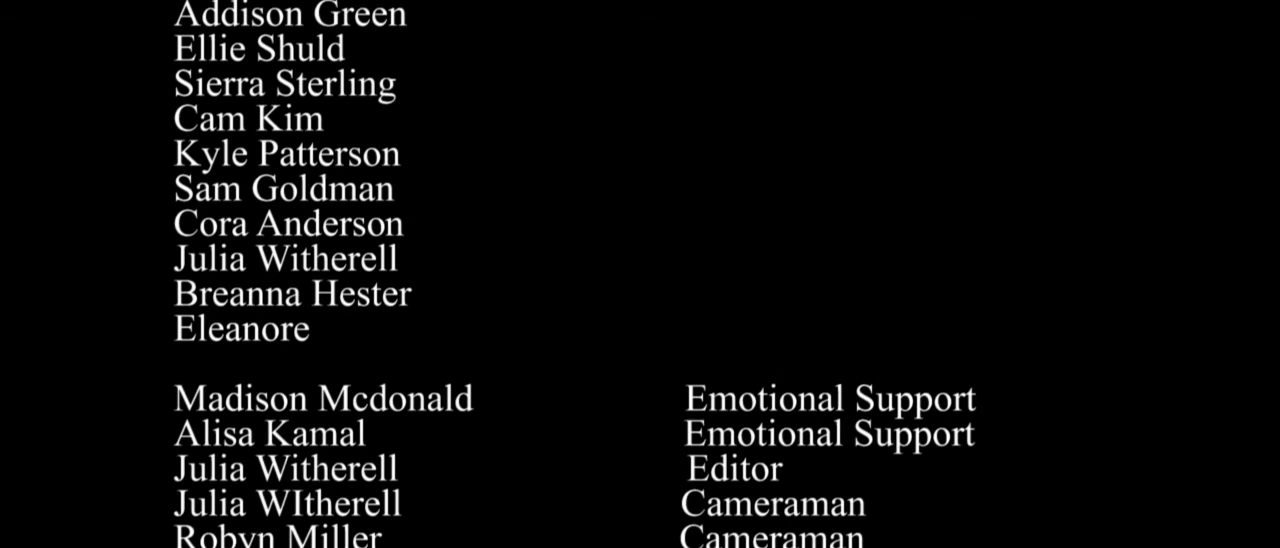 Addison Green
Ellie Shuld
Sierra Sterling
Cam Kim
Kyle Patterson
Sam Goldman
Cora Anderson
Julia Witherell
Breanna Hester
Eleanore
Madison Mcdonald Emotional Support
Alisa Kamal Emotional Support
Julia Witherell Editor
Julia WItherell Cameraman
Robyn Miller Cameraman